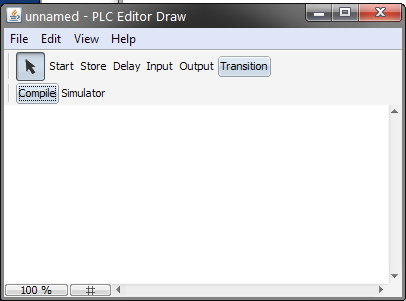 unnamed - PLC Editor Draw
File Edit View Help
Start Store Delay Input Output Transition
Compile Simulator
100 %